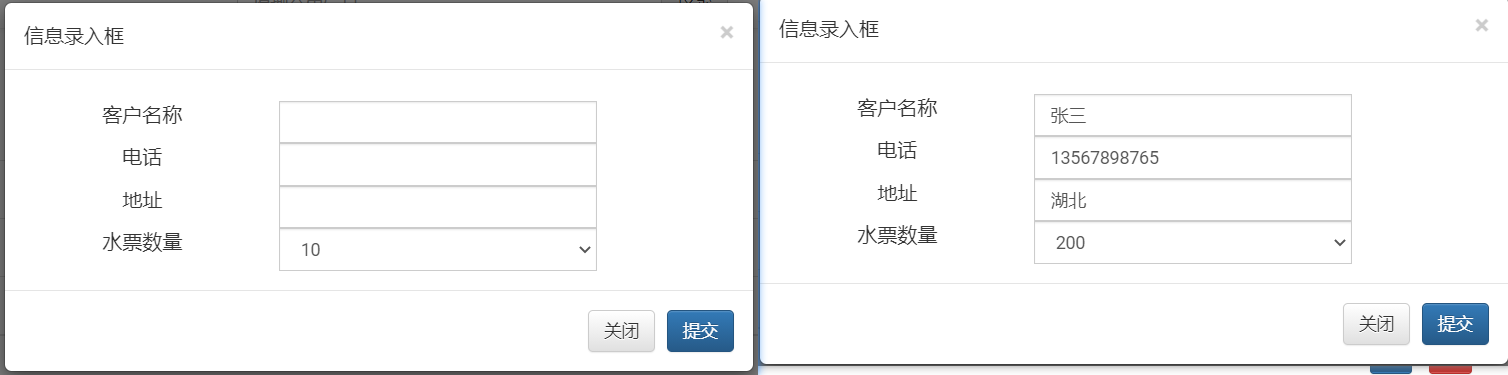 信息录入框 ×
客户名称
电话
地址
水票数量 10
关闭 提交
信息录入框 ×
客户名称 张三
电话 13567898765
地址 湖北
水票数量 200
关闭 提交